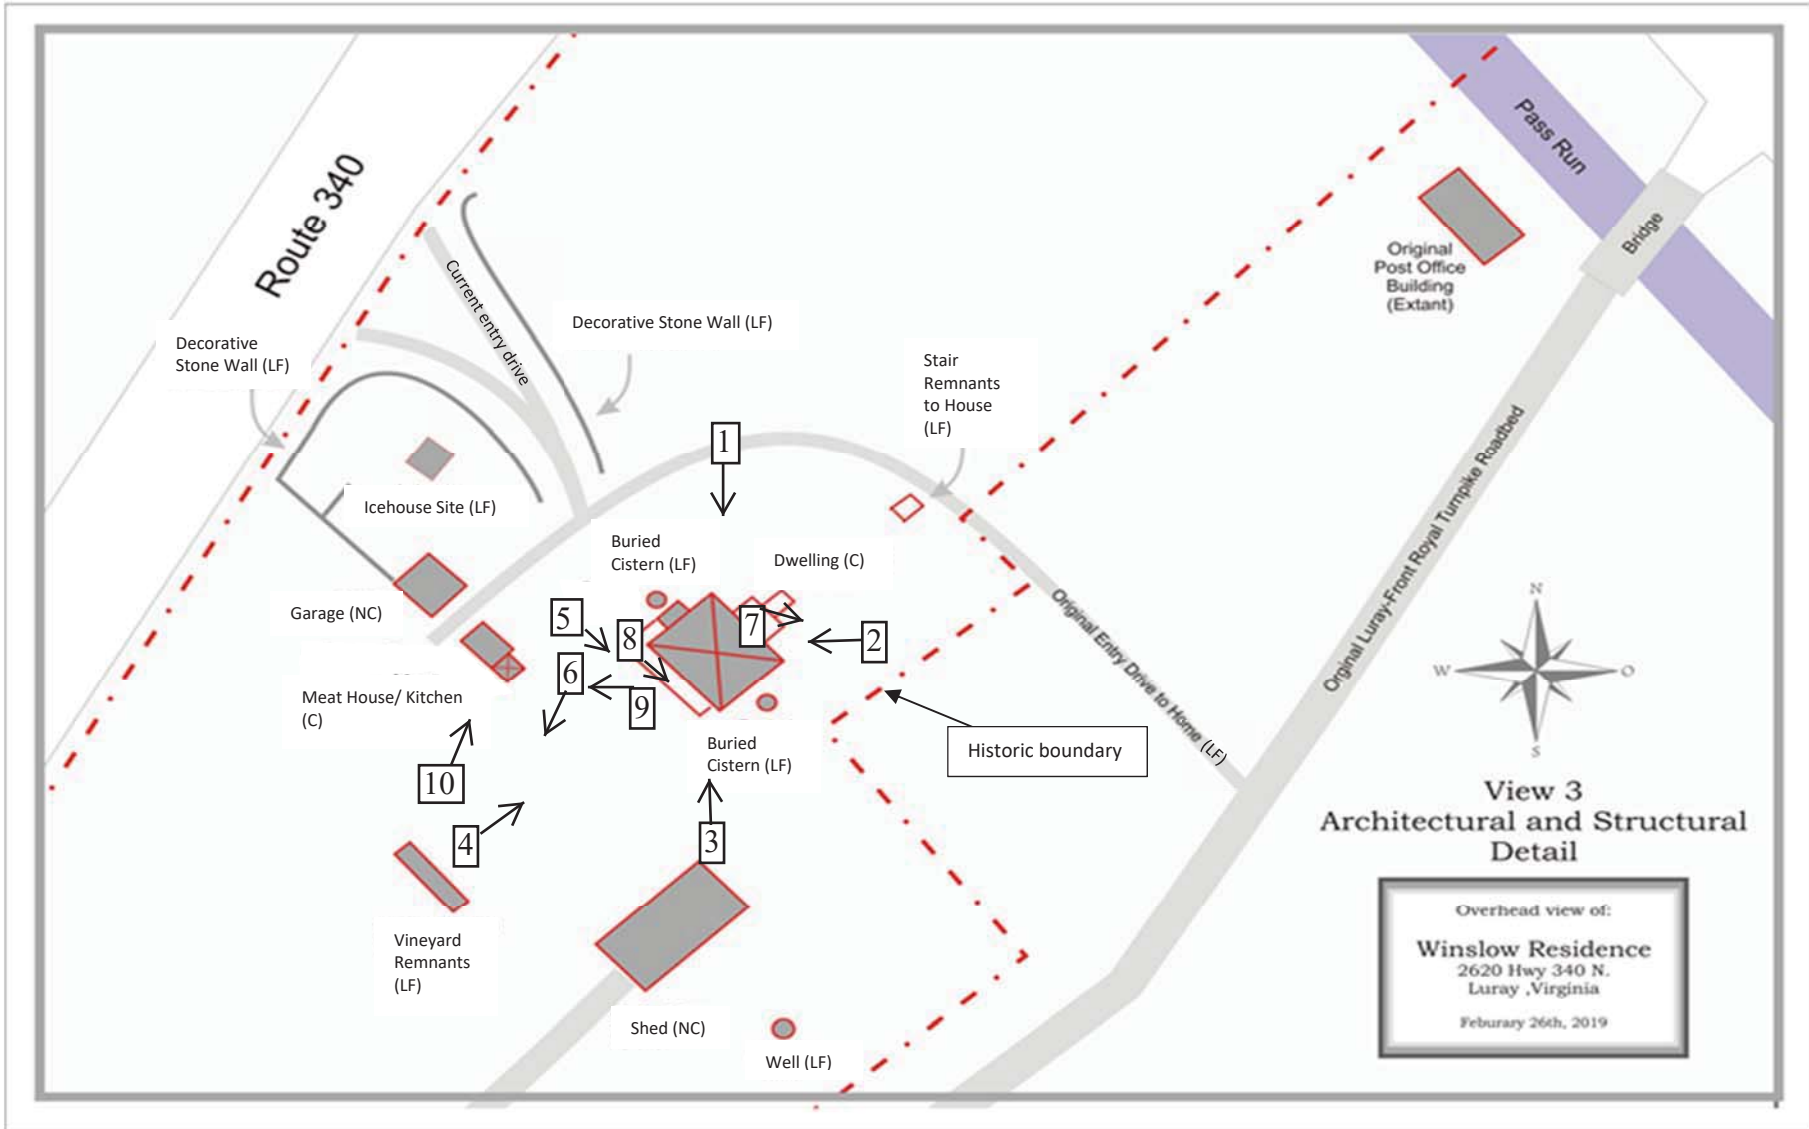 Route 340
Pass Run
Bridge
Original
Post Office
Building
(Extant)
Current entry drive
Decorative Stone Wall (LF)
Decorative
Stone Wall (LF)
Stair
Remnants
to House
(LF)
1
Icehouse Site (LF)
Buried
Cistern (LF)
Dwelling (C)
Garage (NC)
5
8
7
2
6
9
Meat House/ Kitchen
(C)
Original Entry Drive to Home (LF)
Orginal Luray-Front Royal Turnpike Roadbed
Historic boundary
Buried
Cistern (LF)
10
4
3
Vineyard
Remnants
(LF)
Shed (NC)
Well (LF)
N
W
O
S
View 3
Architectural and Structural
Detail
Overhead view of:
Winslow Residence
2620 Hwy 340 N.
Luray ,Virginia
Feburary 26th, 2019